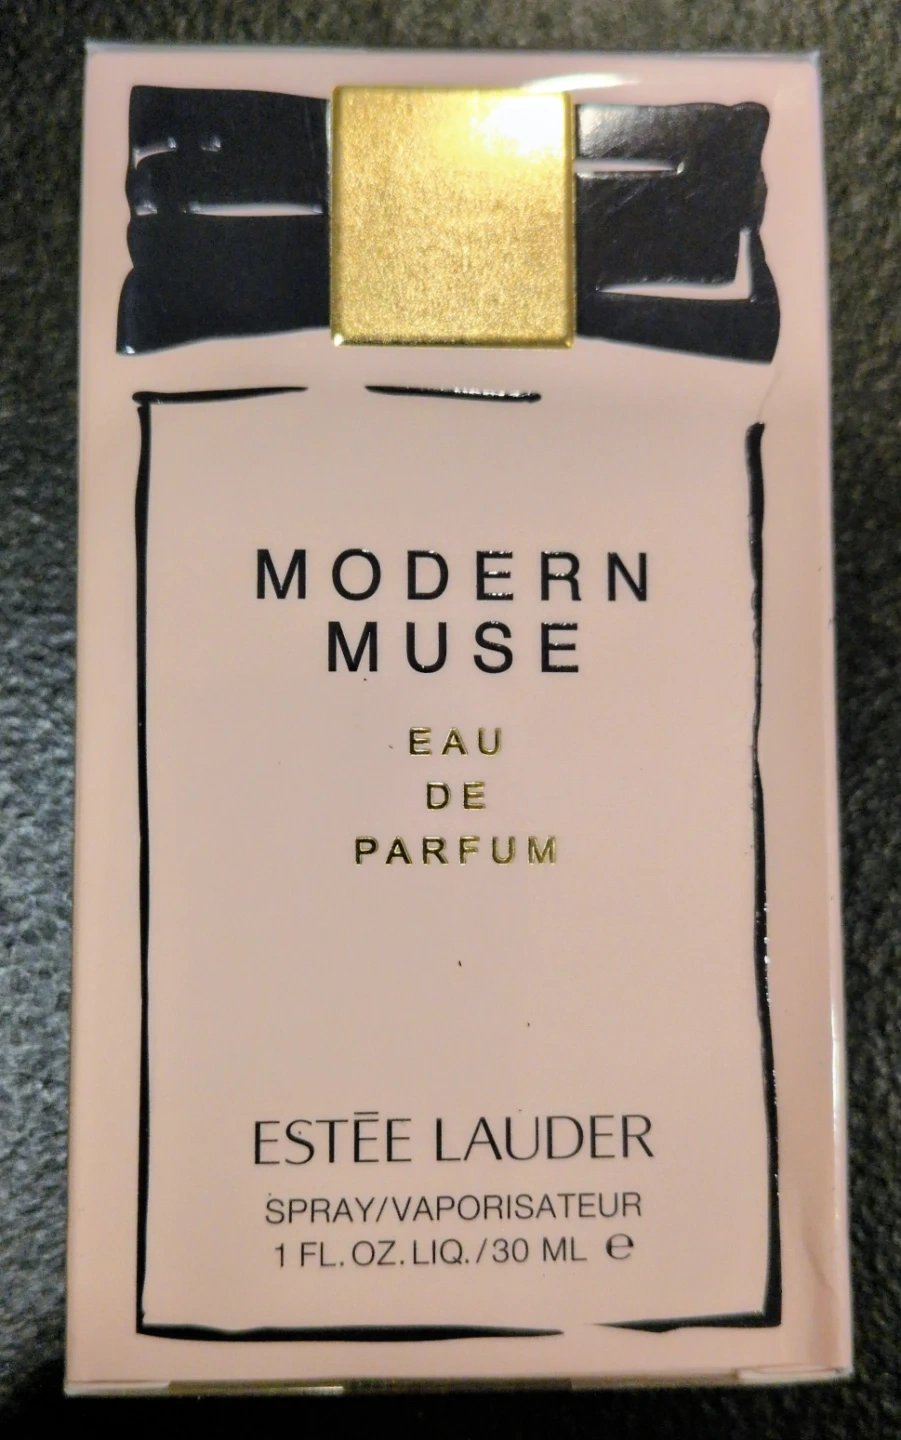 MODERN
MUSE
EAU
DE
PARFUM
ESTĒE LAUDER
SPRAY/VAPORISATEUR
1 FL.OZ.LIQ./30 ML ℮